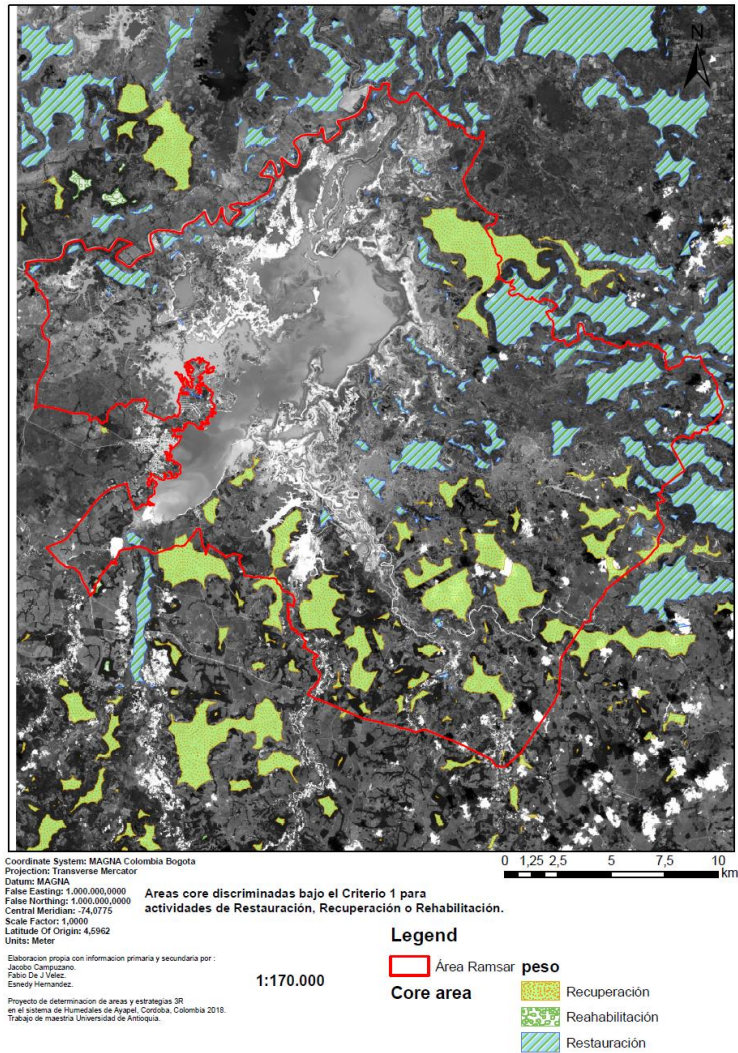 N
Coordinate System: MAGNA Colombia Bogota
Projection: Transverse Mercator
Datum: MAGNA
False Easting: 1.000.000,0000
False Northing: 1.000.000,0000
Central Meridian: -74,0775
Scale Factor: 1,0000
Latitude Of Origin: 4,5962
Units: Meter
Elaboracion propia con informacion primaria y secundaria por :
Jacobo Campuzano.
Fabio De J Velez.
Esnedy Hernandez.
Proyecto de determinacion de areas y estrategias 3R
en el sistema de Humedales de Ayapel, Cordoba, Colombia 2018.
Trabajo de maestria Universidad de Antioquia.
Areas core discriminadas bajo el Criterio 1 para
actividades de Restauración, Recuperación o Rehabilitación.
1:170.000
0 1,25 2,5 5 7,5 10
km
Legend
Área Ramsar
Core area
peso
Recuperación
Reahabilitación
Restauración